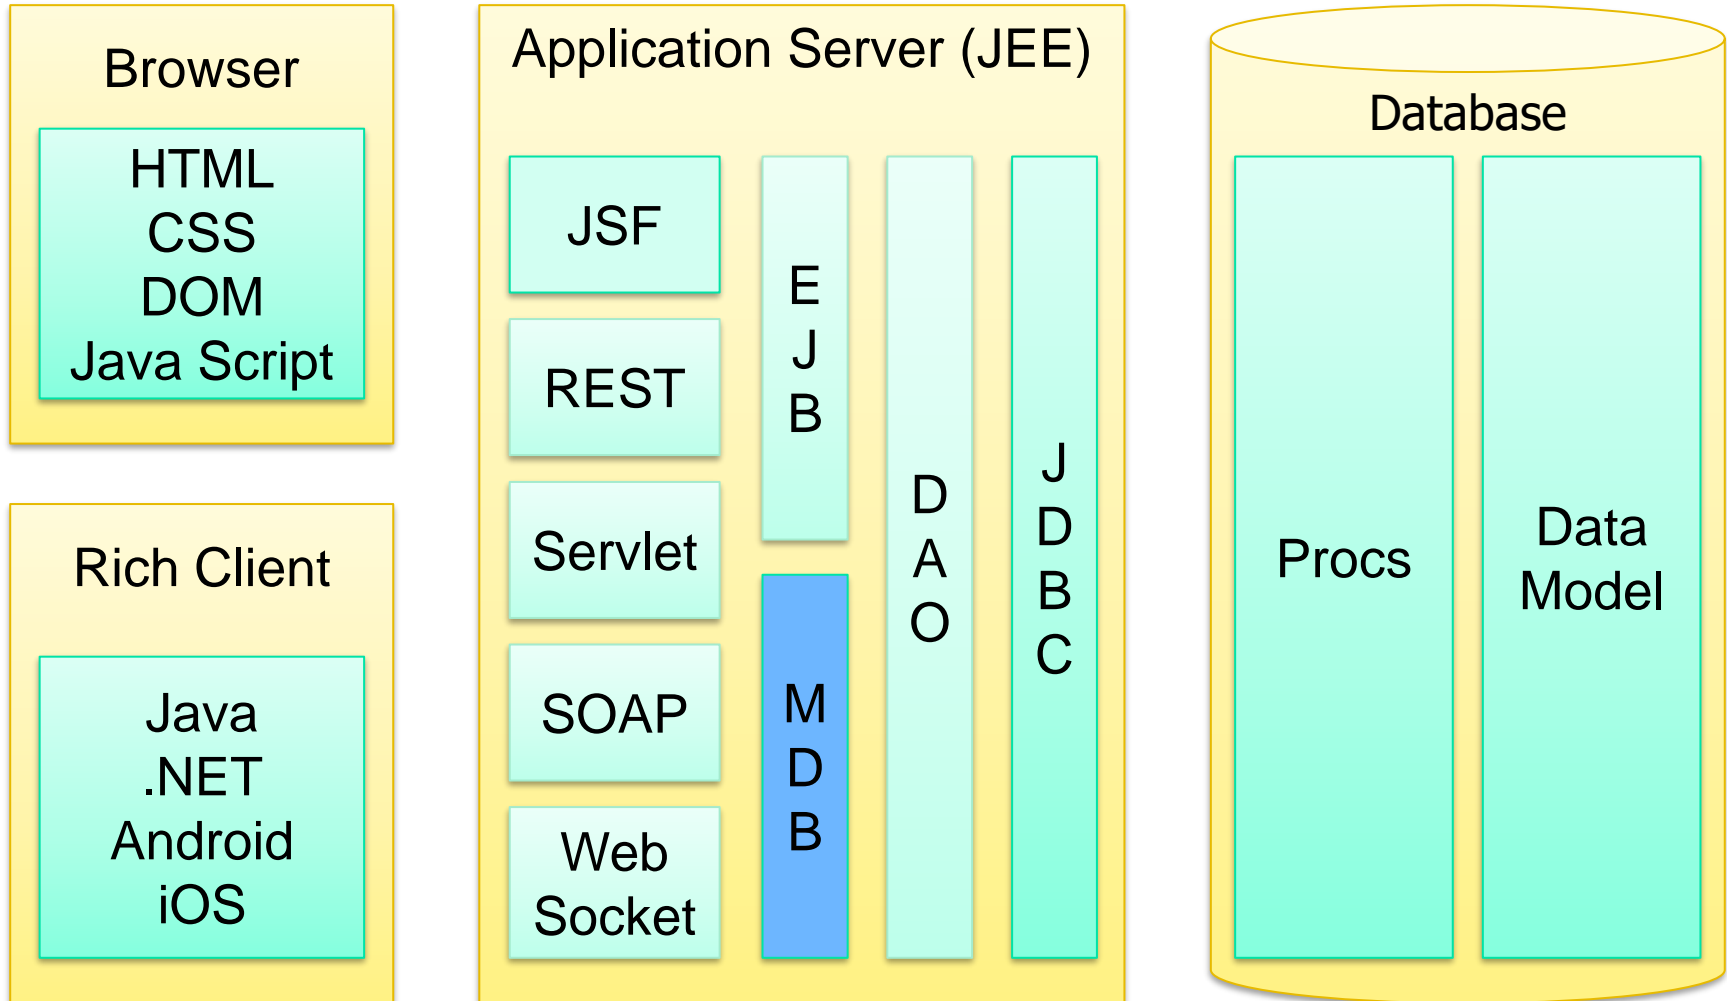 Browser
HTML
CSS
DOM
Java Script
Rich Client
Java
.NET
Android
iOS
Application Server (JEE)
JSF
REST
Servlet
SOAP
Web
Socket
E
J
B
M
D
B
D
A
O
J
D
B
C
Database
Procs
Data
Model